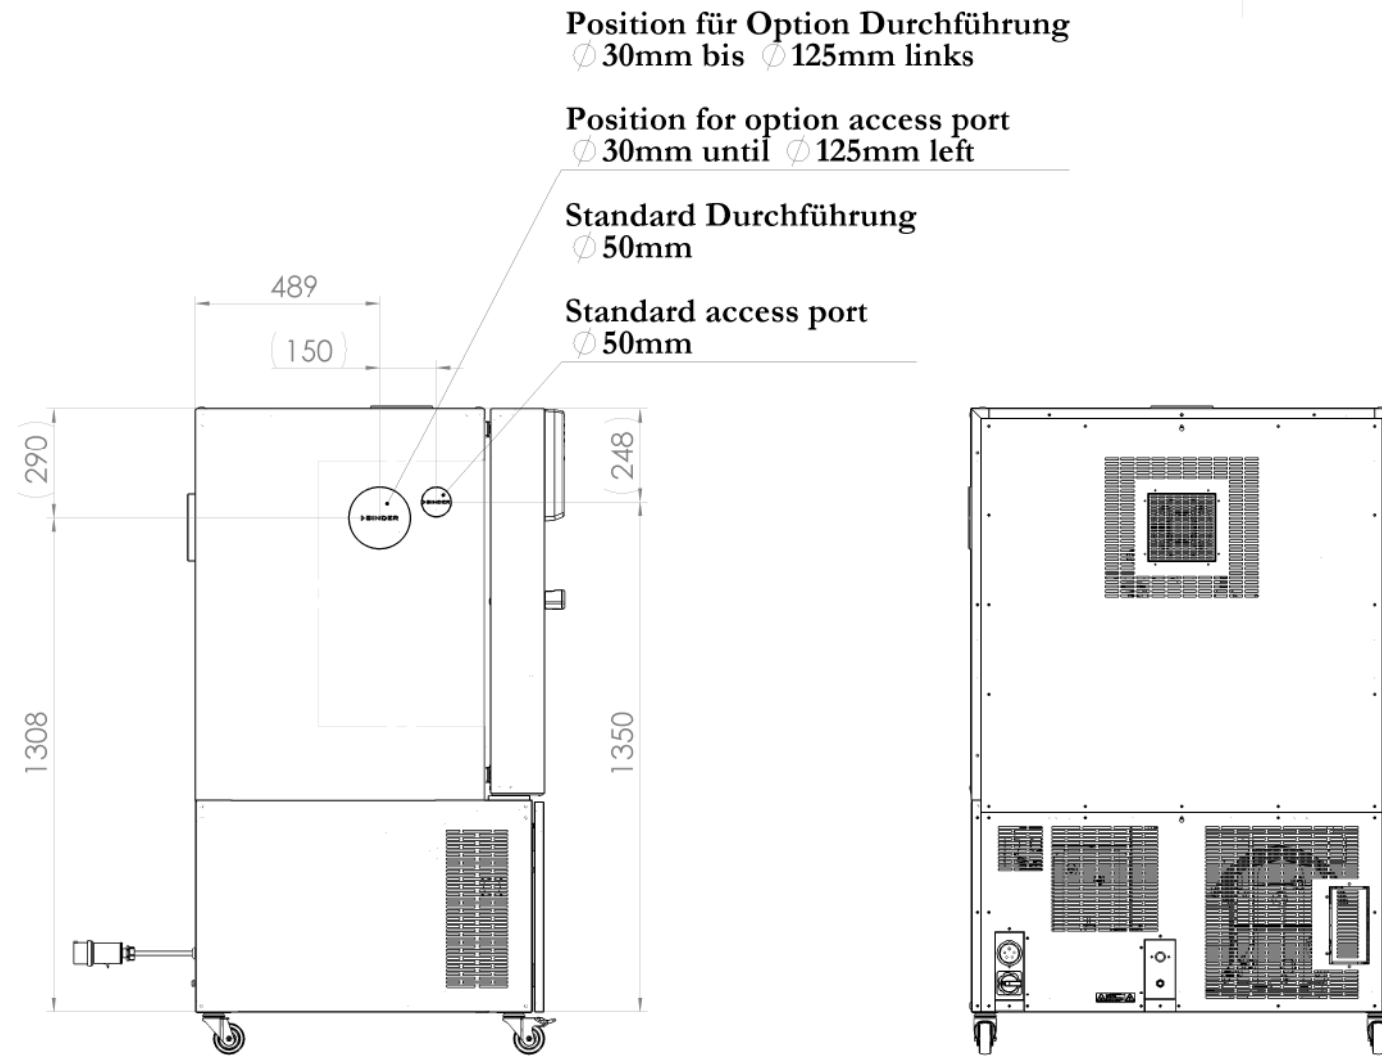 Position für Option Durchführung
∅ 30mm bis ∅ 125mm links
Position for option access port
∅ 30mm until ∅ 125mm left
Standard Durchführung
∅ 50mm
Standard access port
∅ 50mm
489
(150)
(290)
(248)
BINDER
BINDER
1308
1350